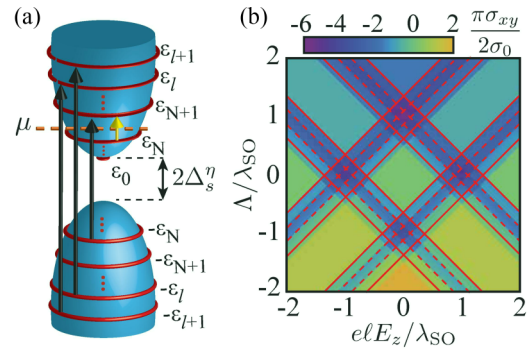 (a)
ε_{l+1}
ε_l
ε_{N+1}
μ
ε_N
ε_0
2Δ_s^η
-ε_N
-ε_{N+1}
-ε_l
-ε_{l+1}
(b)
-6 -4 -2 0 2
πσ_{xy}
2σ_0
2
1
0
-1
-2
Λ/λ_{SO}
-2 -1 0 1 2
eℓE_z/λ_{SO}